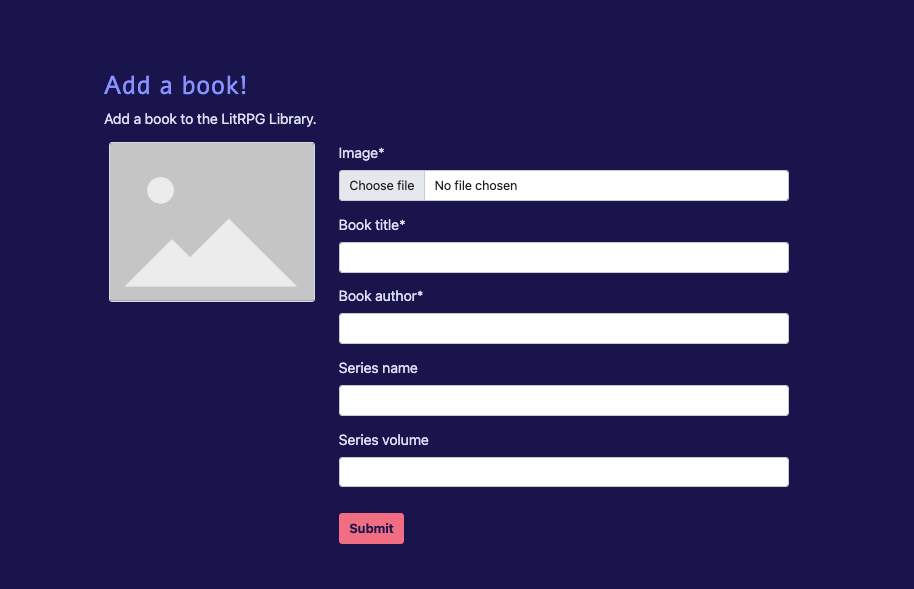 Add a book!
Add a book to the LitRPG Library.
Image*
Choose file No file chosen
Book title*
Book author*
Series name
Series volume
Submit